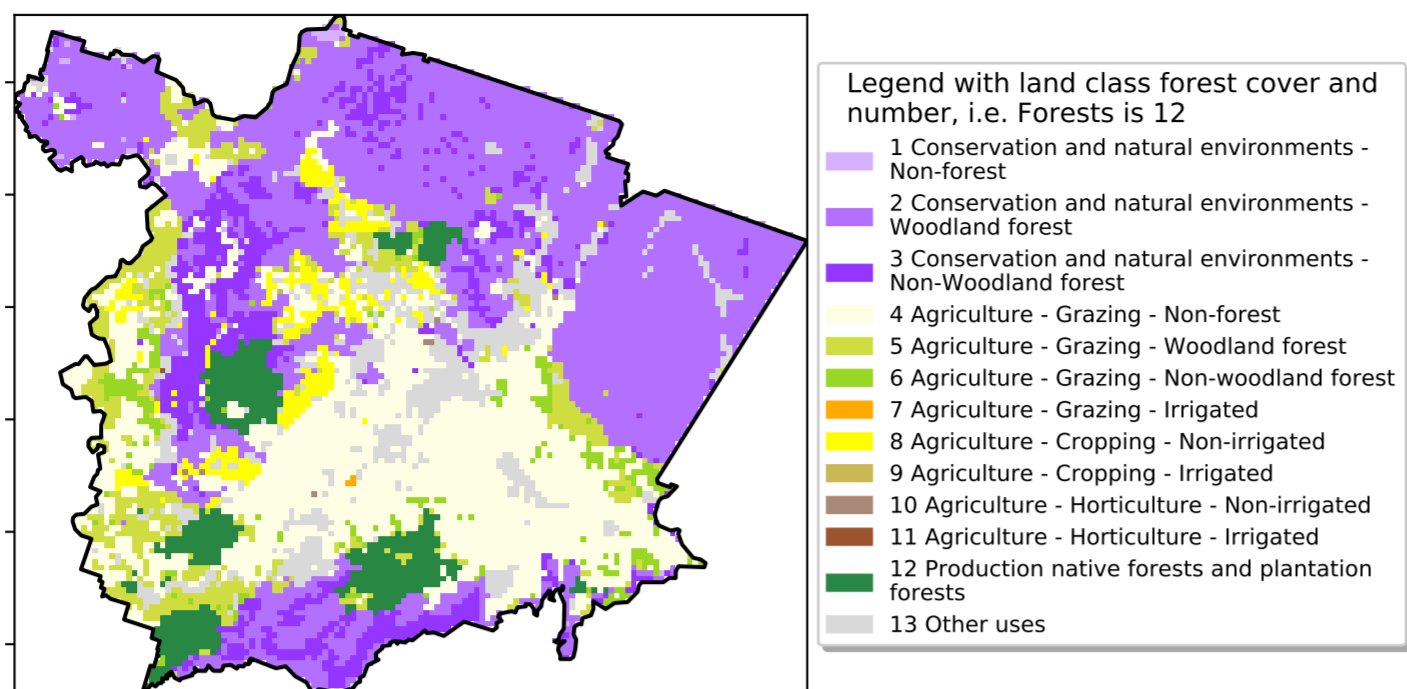 Legend with land class forest cover and
number, i.e. Forests is 12
1 Conservation and natural environments -
Non-forest
2 Conservation and natural environments -
Woodland forest
3 Conservation and natural environments -
Non-Woodland forest
4 Agriculture - Grazing - Non-forest
5 Agriculture - Grazing - Woodland forest
6 Agriculture - Grazing - Non-woodland forest
7 Agriculture - Grazing - Irrigated
8 Agriculture - Cropping - Non-irrigated
9 Agriculture - Cropping - Irrigated
10 Agriculture - Horticulture - Non-irrigated
11 Agriculture - Horticulture - Irrigated
12 Production native forests and plantation
forests
13 Other uses